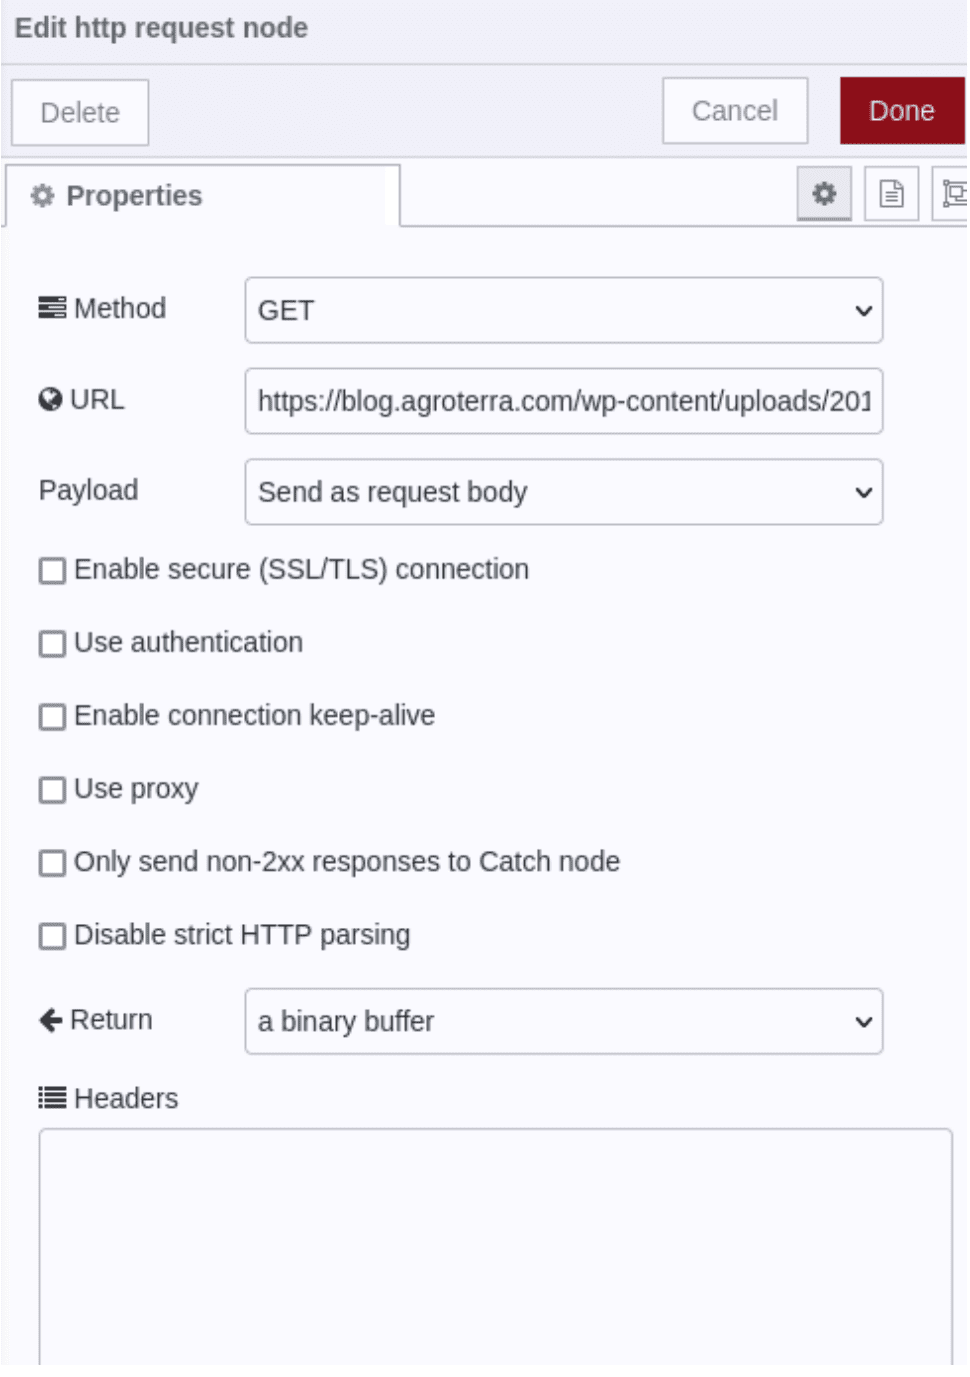 Edit http request node
Delete Cancel Done
Properties
Method GET
URL https://blog.agroterra.com/wp-content/uploads/201
Payload Send as request body
Enable secure (SSL/TLS) connection
Use authentication
Enable connection keep-alive
Use proxy
Only send non-2xx responses to Catch node
Disable strict HTTP parsing
Return a binary buffer
Headers